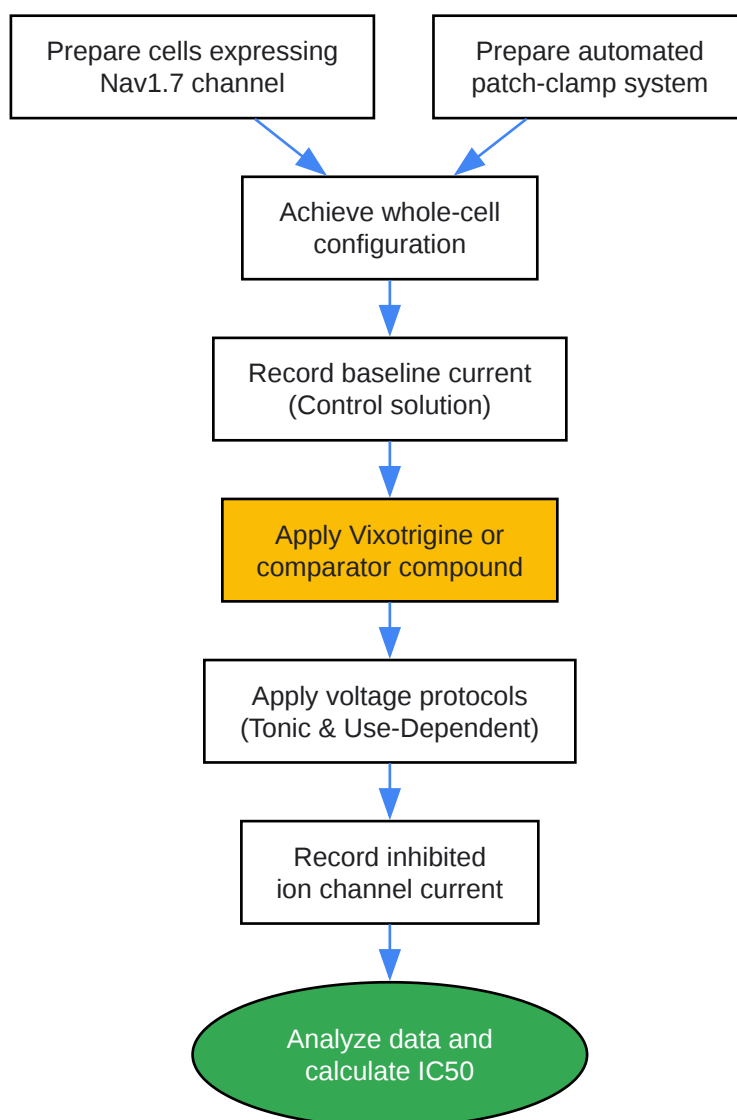 Prepare cells expressing
Nav1.7 channel
Prepare automated
patch-clamp system
Achieve whole-cell
configuration
Record baseline current
(Control solution)
Apply Vixotrigine or
comparator compound
Apply voltage protocols
(Tonic & Use-Dependent)
Record inhibited
ion channel current
Analyze data and
calculate IC50